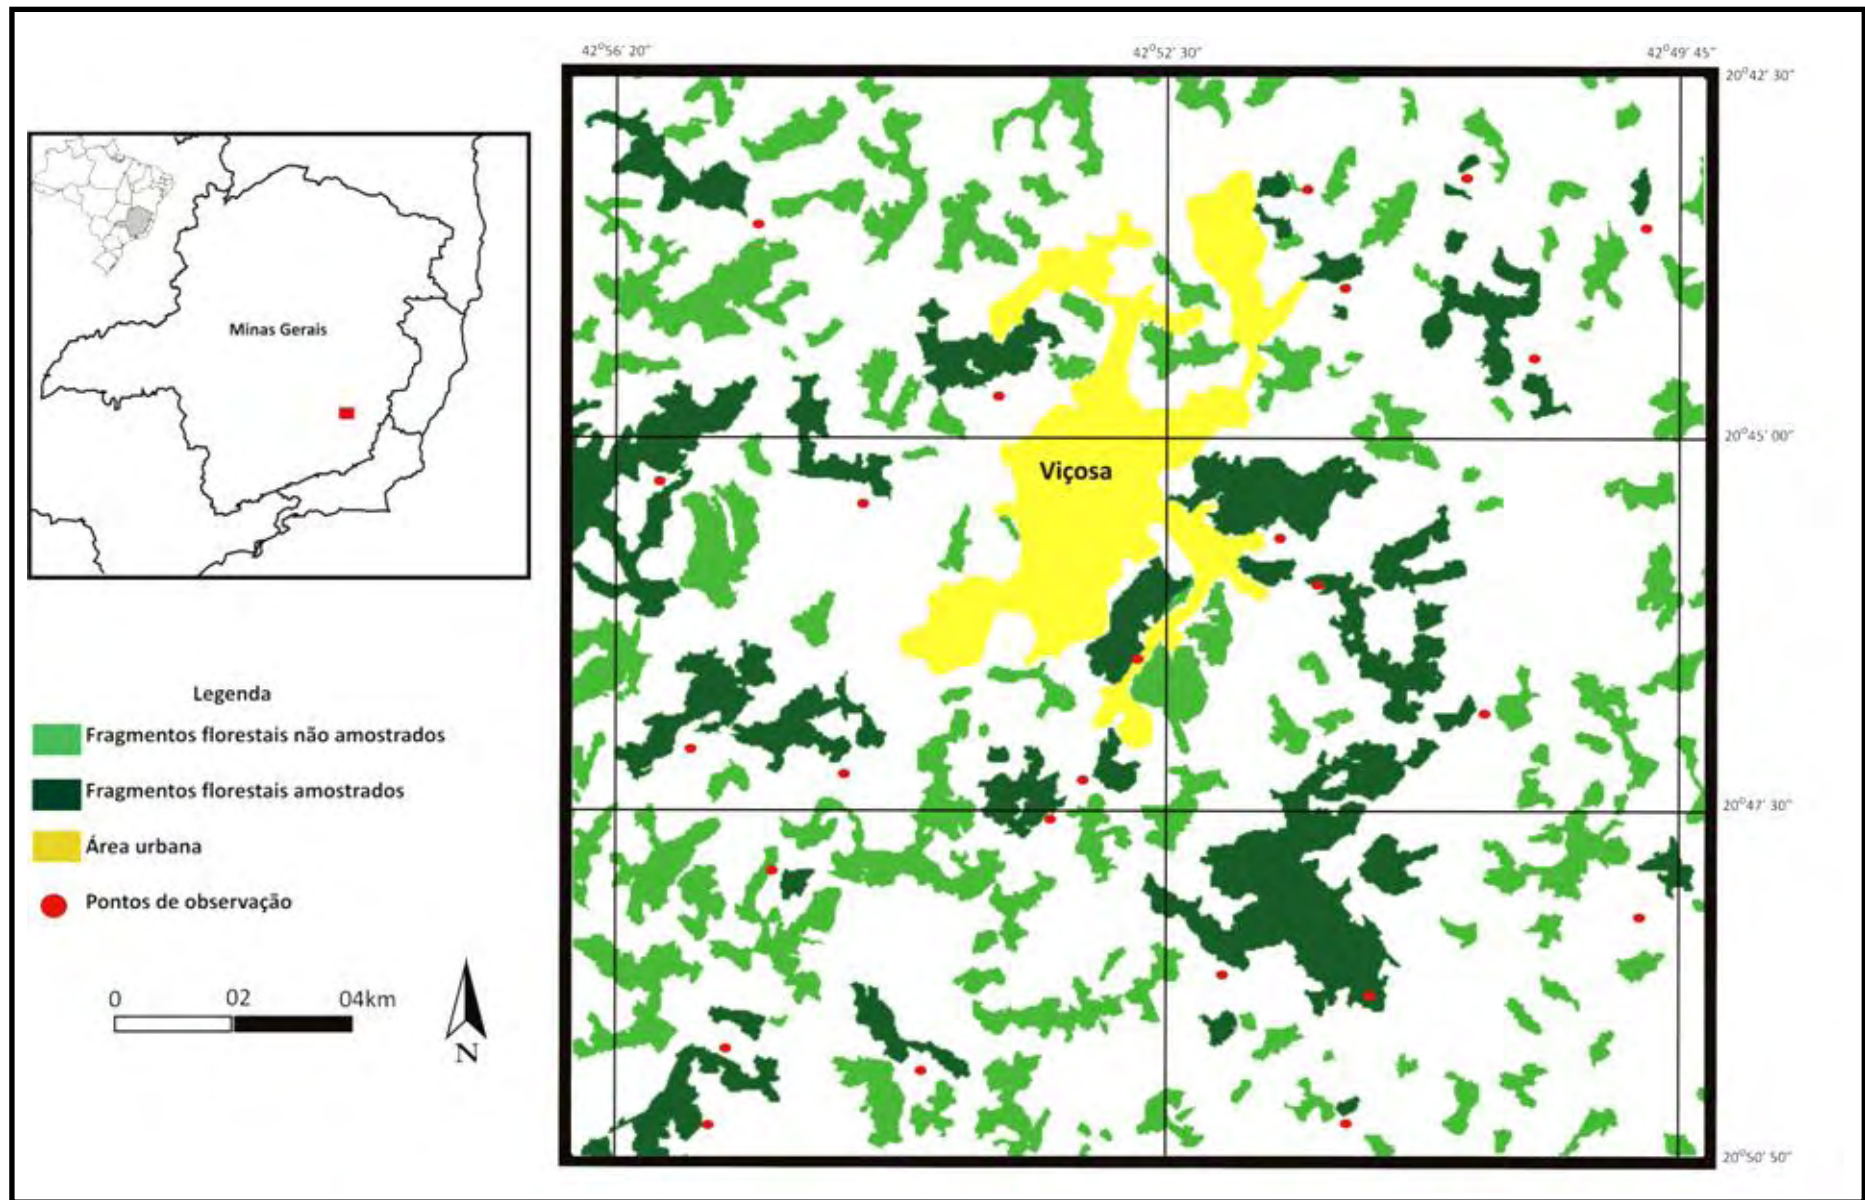 42°56' 20"
42°52' 30"
42°49' 45"
20°42' 30"
Minas Gerais
20°45' 00"
Viçosa
Legenda
Fragmentos florestais não amostrados
Fragmentos florestais amostrados
20°47' 30"
Área urbana
Pontos de observação
0 02 04km
N
20°50' 50"